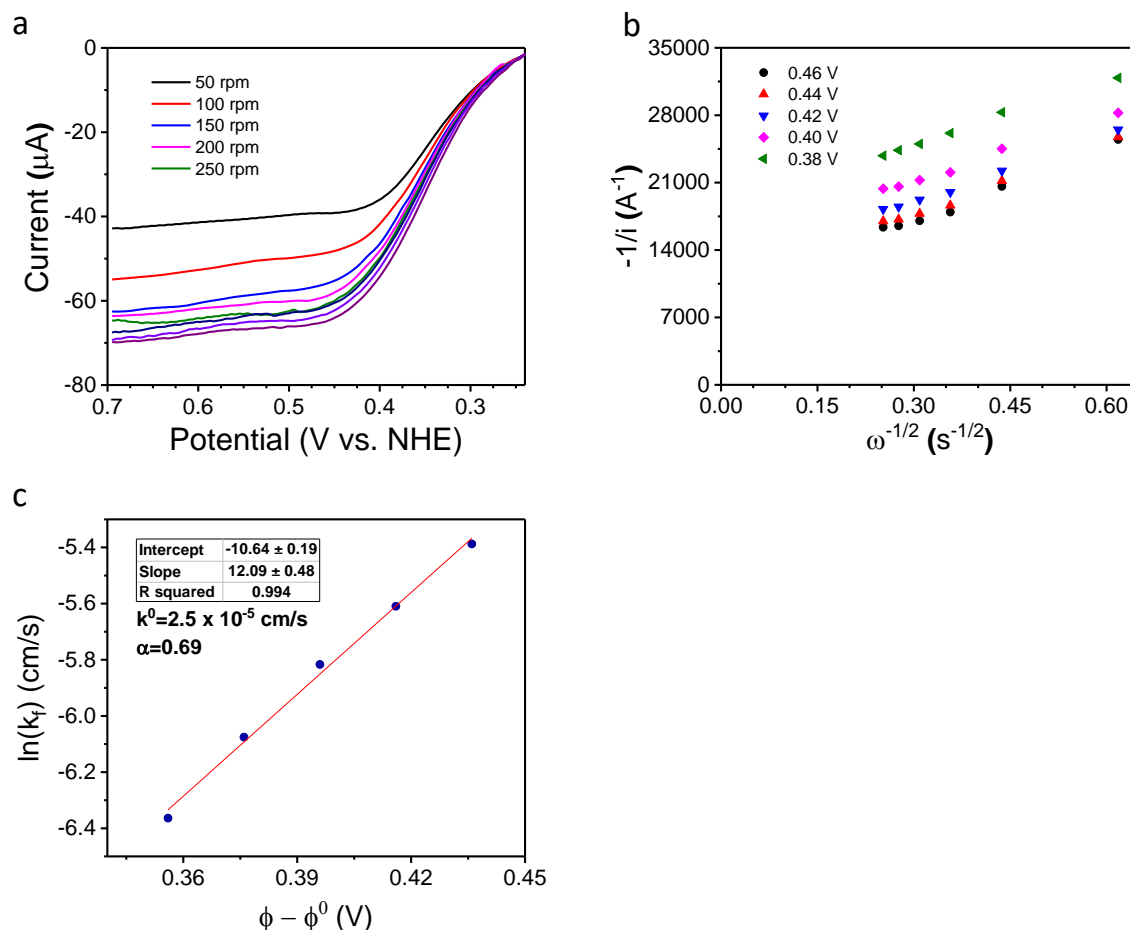 a
0
-20
-40
-60
-80
Current (μA)
50 rpm
100 rpm
150 rpm
200 rpm
250 rpm
0.7
0.6
0.5
0.4
0.3
Potential (V vs. NHE)
b
35000
28000
21000
14000
7000
0
-1/i (A⁻¹)
0.46 V
0.44 V
0.42 V
0.40 V
0.38 V
0.00
0.15
0.30
0.45
0.60
ω⁻¹/² (s⁻¹/²)
c
-5.4
-5.6
-5.8
-6.0
-6.2
-6.4
ln(kf) (cm/s)
Intercept -10.64 ± 0.19
Slope 12.09 ± 0.48
R squared 0.994
k⁰=2.5 x 10⁻⁵ cm/s
α=0.69
0.36
0.39
0.42
0.45
ϕ – ϕ⁰ (V)